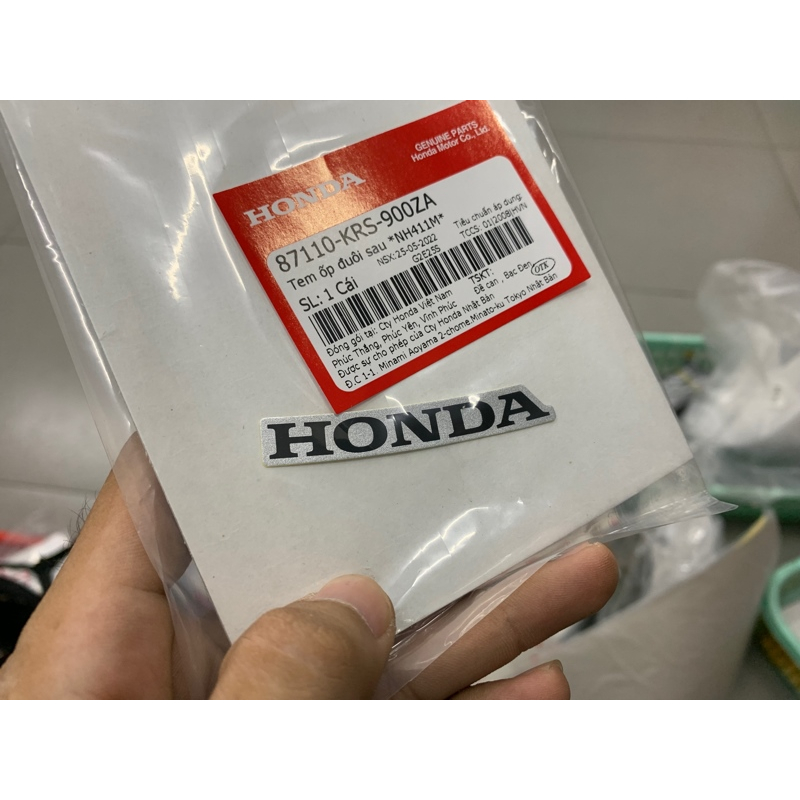 GENUINE PARTS
Honda Motor Co., Ltd.
HONDA
87110-KRS-900ZA
Tem ốp đuôi sau *NH411M*
SL: 1 Cái
NSX:25-05-2022
G2E25S
Tiêu chuẩn áp dụng:
TCCS: 01|2008|HVN
TSKT:
Đề can , Bạc Đen
OTK
Đóng gói tại: Cty Honda Việt Nam
Phúc Thắng, Phúc Yên, Vĩnh Phúc
Được sự cho phép của Cty Honda Nhật Bản
Đ.C 1-1. Minami Aoyama 2-chome.Minato-ku Tokyo Nhật Bản
HONDA